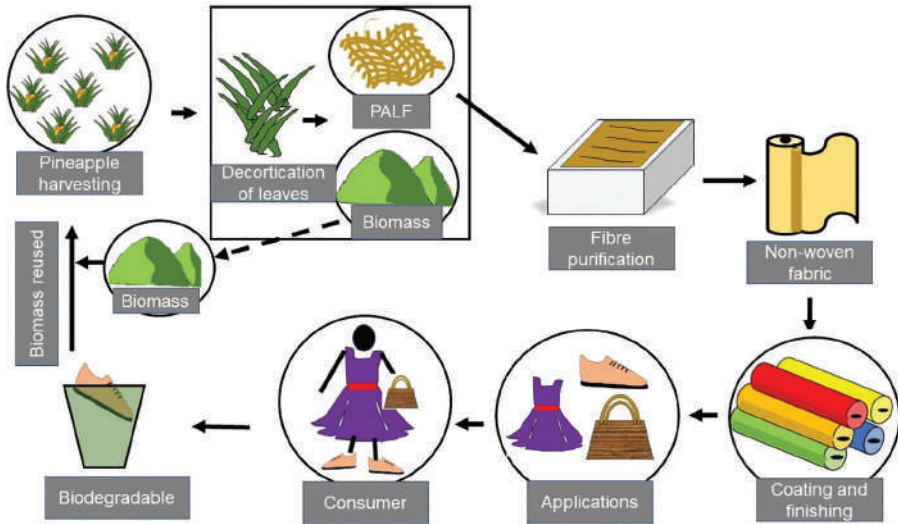 Pineapple
harvesting
Decortication
of leaves
PALF
Biomass
Fibre
purification
Non-woven
fabric
Coating and
finishing
Applications
Consumer
Biodegradable
Biomass reused
Biomass